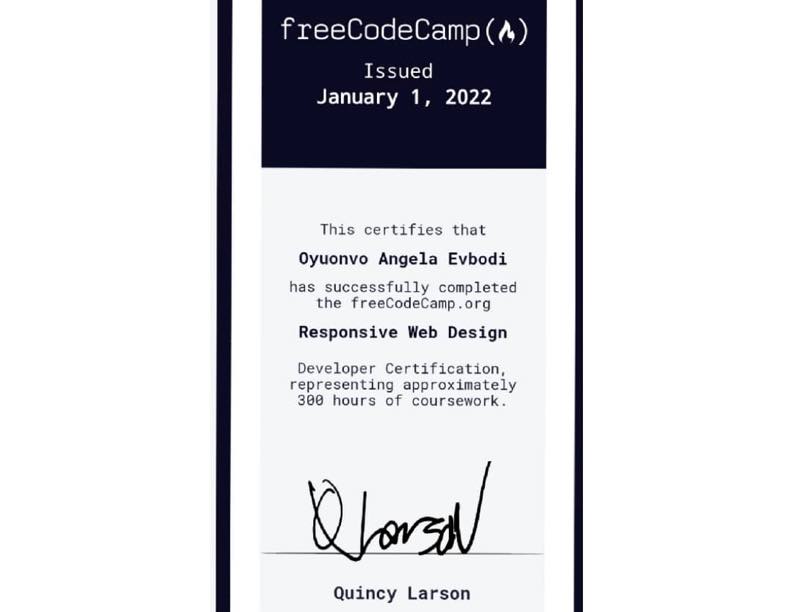 freeCodeCamp(🔥)
Issued
January 1, 2022
This certifies that
Oyuonvo Angela Evbodi
has successfully completed
the freeCodeCamp.org
Responsive Web Design
Developer Certification,
representing approximately
300 hours of coursework.
Q Larson
Quincy Larson